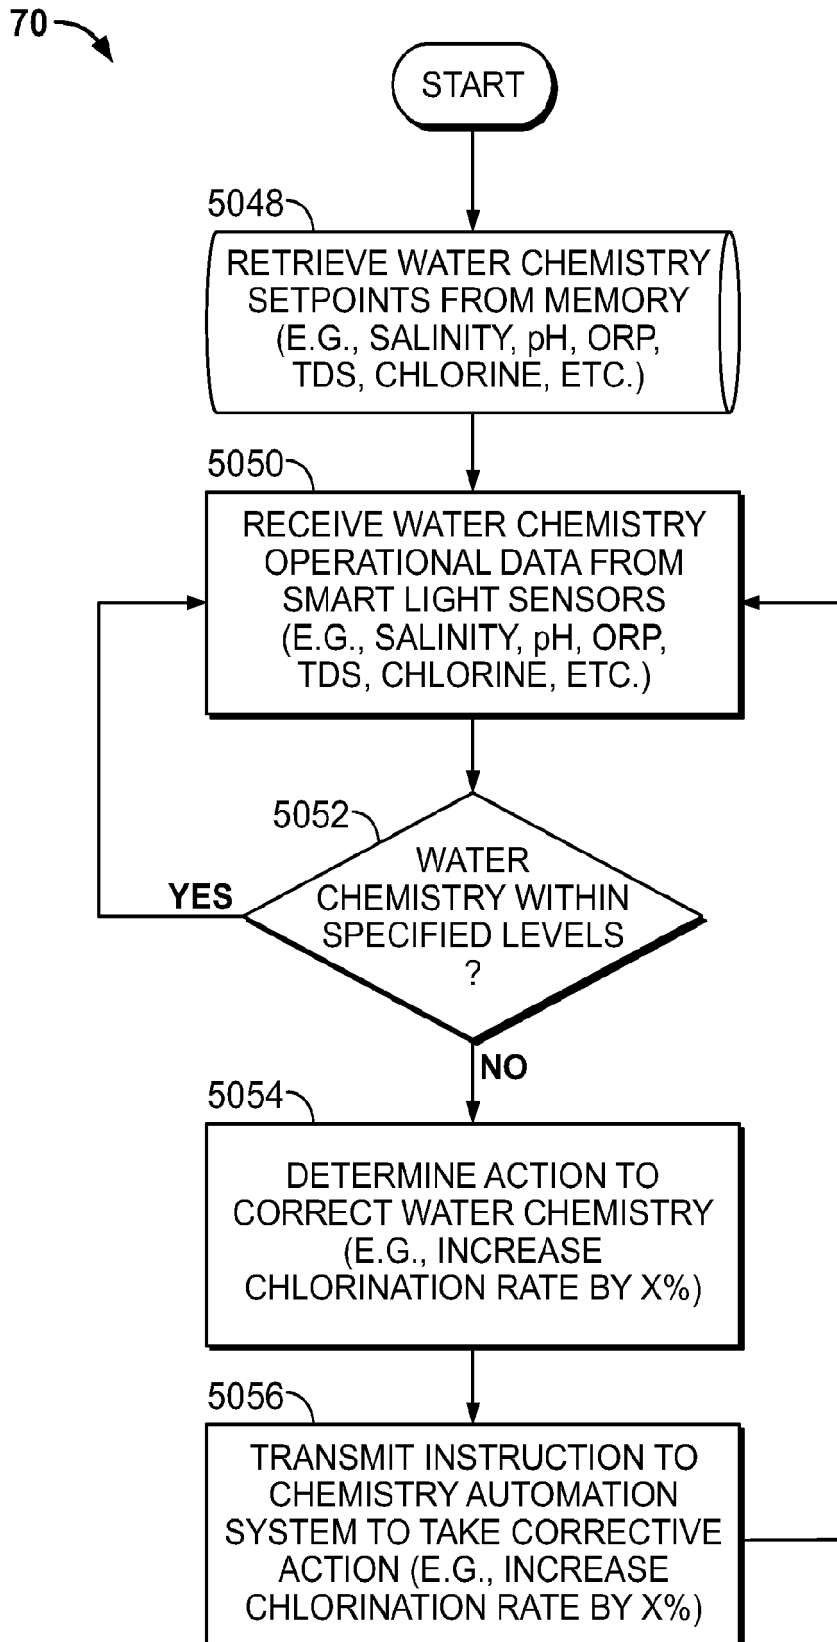 70
START
5048
RETRIEVE WATER CHEMISTRY
SETPOINTS FROM MEMORY
(E.G., SALINITY, pH, ORP,
TDS, CHLORINE, ETC.)
5050
RECEIVE WATER CHEMISTRY
OPERATIONAL DATA FROM
SMART LIGHT SENSORS
(E.G., SALINITY, pH, ORP,
TDS, CHLORINE, ETC.)
5052
WATER
CHEMISTRY WITHIN
SPECIFIED LEVELS
?
YES
NO
5054
DETERMINE ACTION TO
CORRECT WATER CHEMISTRY
(E.G., INCREASE
CHLORINATION RATE BY X%)
5056
TRANSMIT INSTRUCTION TO
CHEMISTRY AUTOMATION
SYSTEM TO TAKE CORRECTIVE
ACTION (E.G., INCREASE
CHLORINATION RATE BY X%)